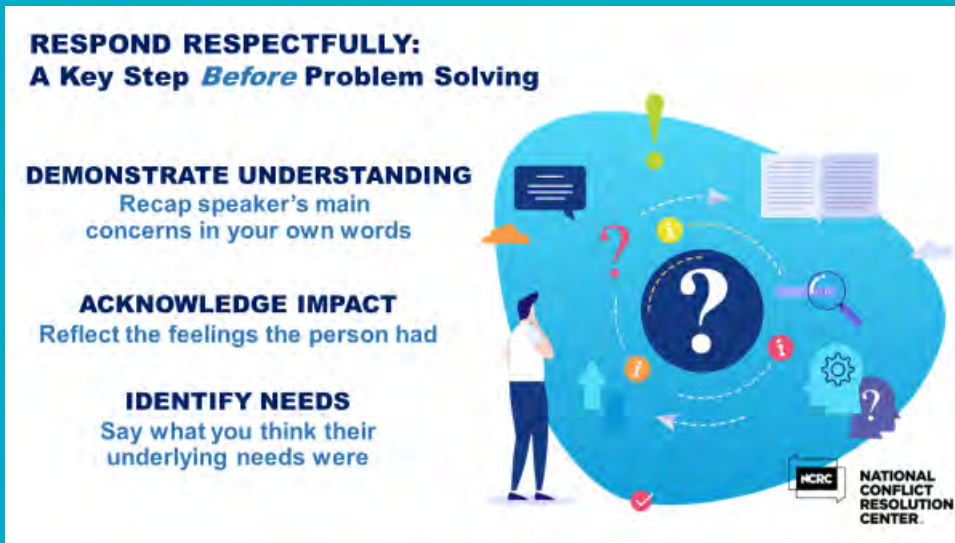 RESPOND RESPECTFULLY:
A Key Step Before Problem Solving
DEMONSTRATE UNDERSTANDING
Recap speaker's main
concerns in your own words
ACKNOWLEDGE IMPACT
Reflect the feelings the person had
IDENTIFY NEEDS
Say what you think their
underlying needs were
!
?
i
?
i
i
?
NCRC
NATIONAL
CONFLICT
RESOLUTION
CENTER